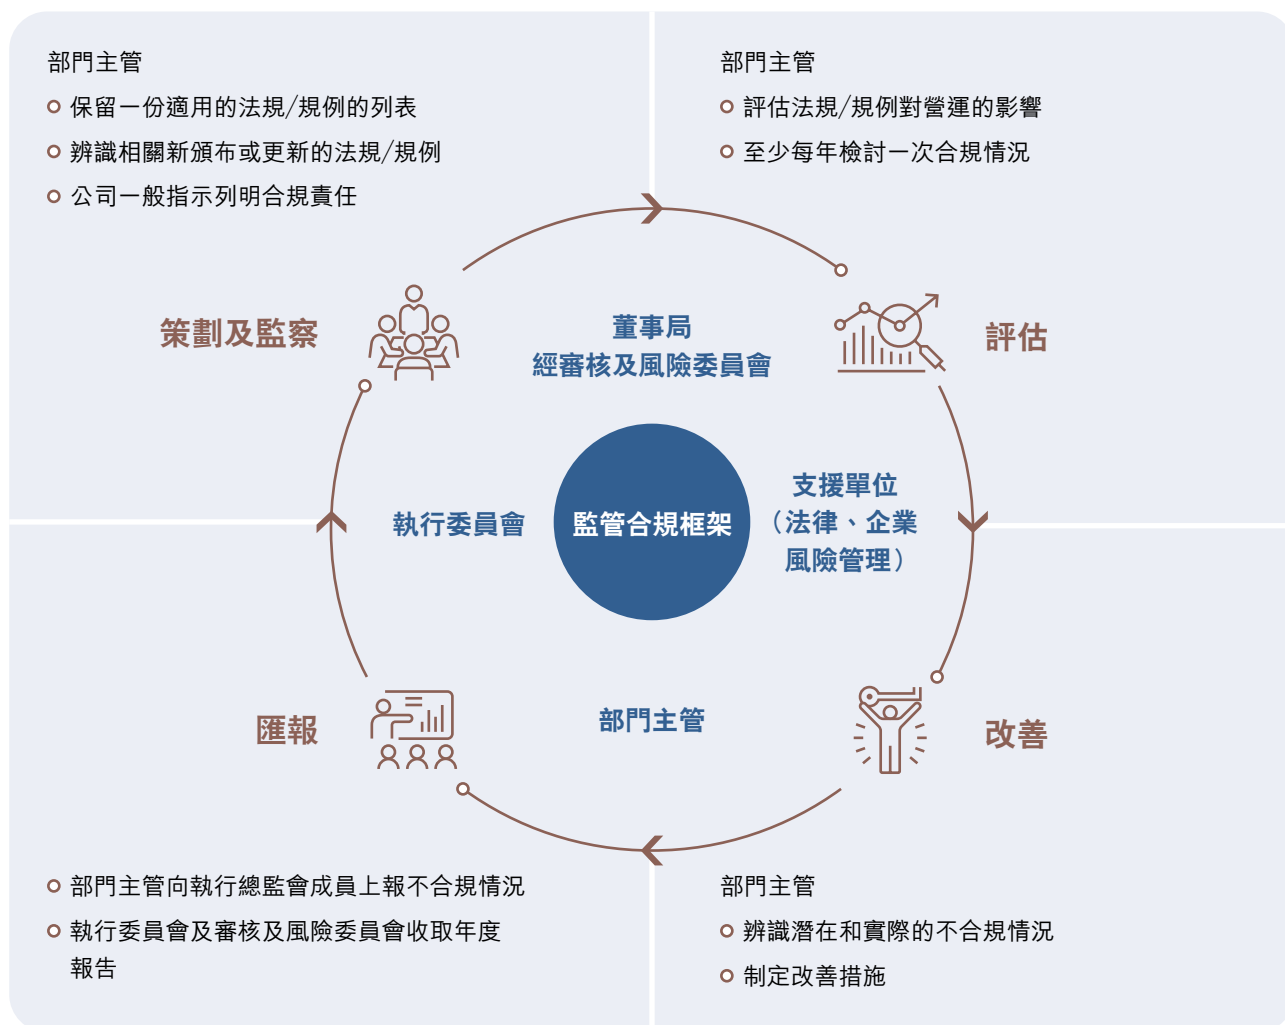 部門主管
保留一份適用的法規/規例的列表
辨識相關新頒布或更新的法規/規例
公司一般指示列明合規責任
部門主管
評估法規/規例對營運的影響
至少每年檢討一次合規情況
策劃及監察
董事局
經審核及風險委員會
評估
執行委員會
監管合規框架
支援單位
（法律、企業
風險管理）
匯報
部門主管
改善
部門主管向執行總監會成員上報不合規情況
執行委員會及審核及風險委員會收取年度
報告
部門主管
辨識潛在和實際的不合規情況
制定改善措施